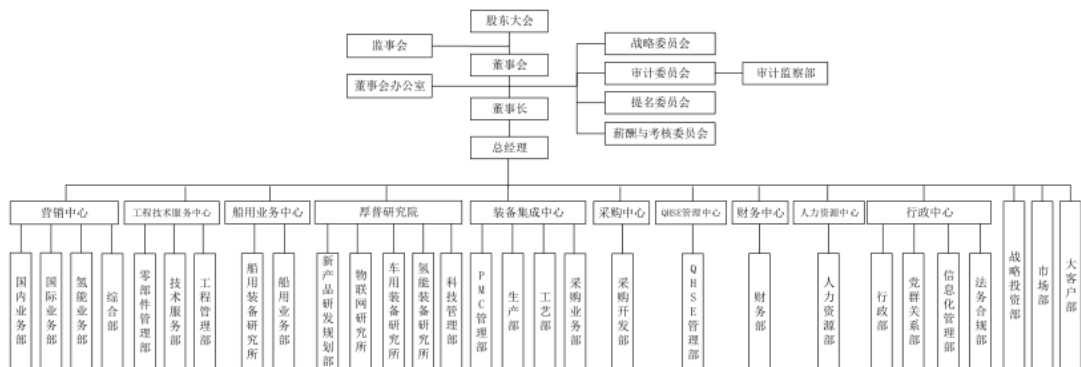 股东大会
监事会
战略委员会
董事会
审计委员会
审计监察部
董事会办公室
提名委员会
董事长
薪酬与考核委员会
总经理
营销中心
工程技术服务中心
船用业务中心
厚普研究院
装备集成中心
采购中心
QHSE管理中心
财务中心
人力资源中心
行政中心
国内业务部
国际业务部
氢能业务部
综合部
零部件管理部
技术服务部
工程管理部
船用装备研究所
船用业务部
新产品研发规划部
物联网研究所
车用装备研究所
氢能装备研究所
科技管理部
PMC管理部
生产部
工艺部
采购业务部
采购开发部
QHSE管理部
财务部
人力资源部
行政部
党群关系部
信息化管理部
法务合规部
战略投资部
市场部
大客户部